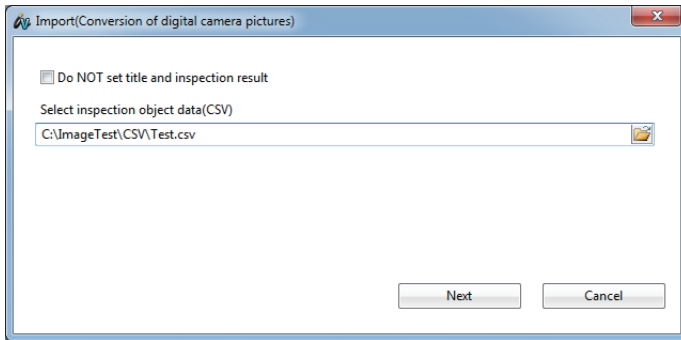 Import(Conversion of digital camera pictures)
Do NOT set title and inspection result
Select inspection object data(CSV)
C:\ImageTest\CSV\Test.csv
Next Cancel